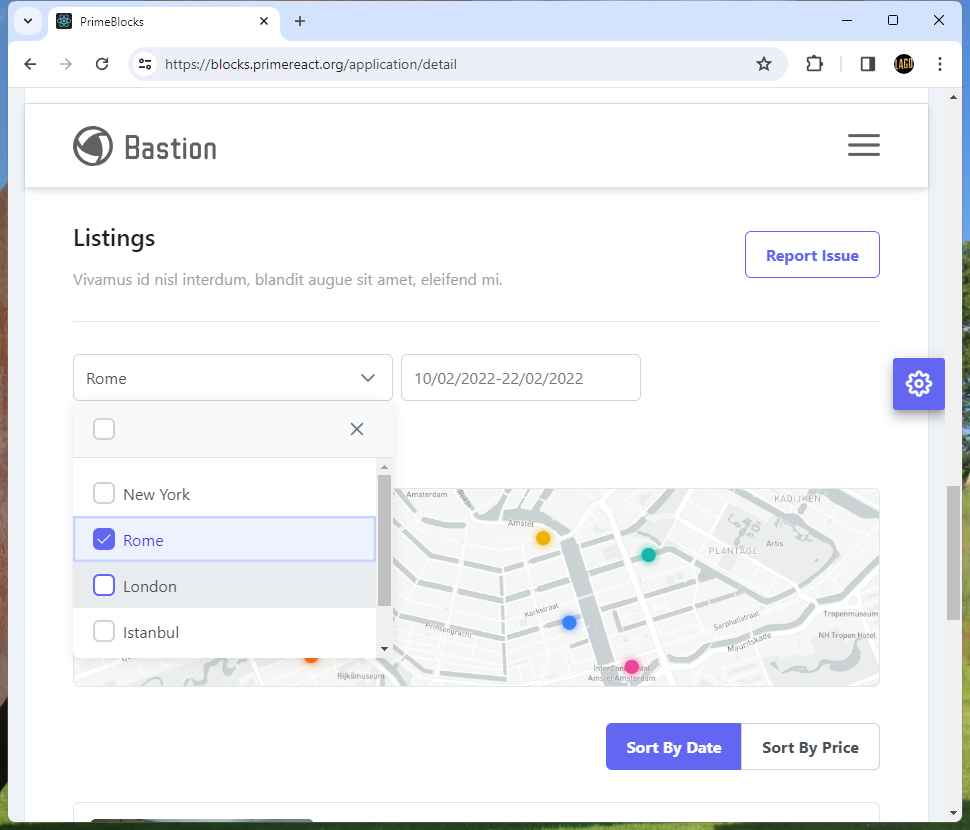 PrimeBlocks
https://blocks.primereact.org/application/detail
LAGO
Bastion
Listings
Report Issue
Vivamus id nisl interdum, blandit augue sit amet, eleifend mi.
Rome
10/02/2022-22/02/2022
New York
Rome
London
Istanbul
Amsterdam
KADIJKEN
Amstel
Artis
PLANTAGE
Kerkstraat
Prinsengracht
Sarphatistraat
Tropenmuseum
Mauritskade
NH Tropen Hotel
InterContinental
Amstel Amsterdam
Rijksmuseum
Sort By Date
Sort By Price